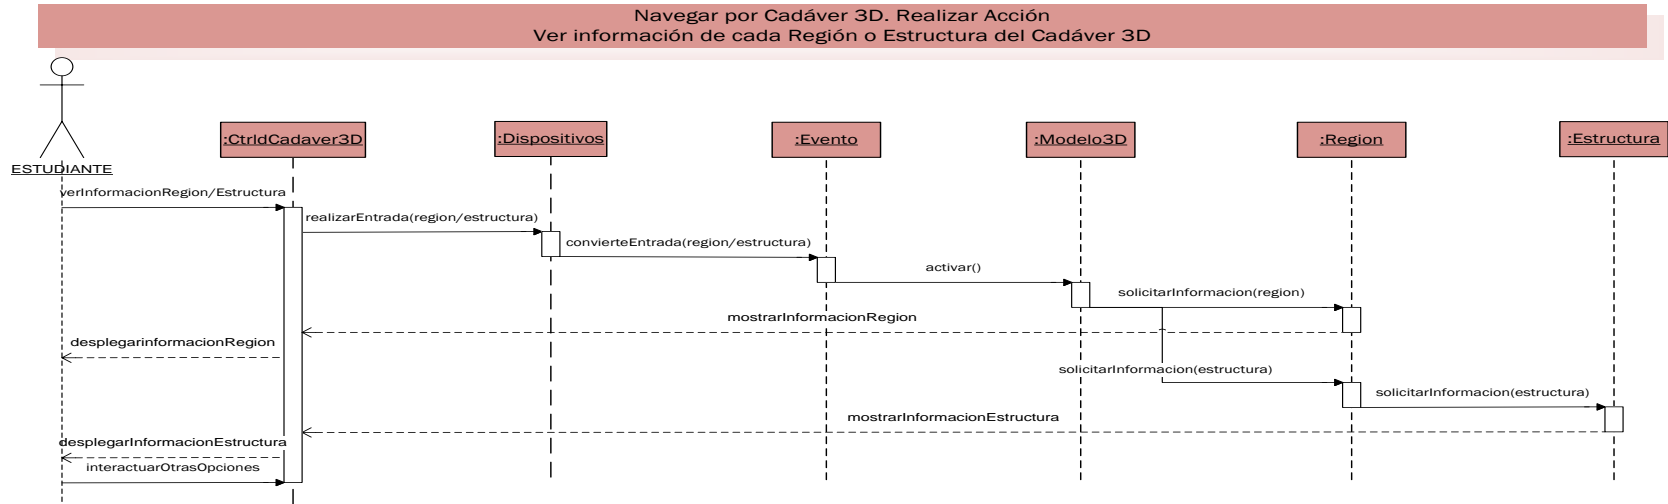 Navegar por Cadáver 3D. Realizar Acción
Ver información de cada Región o Estructura del Cadáver 3D
:CtrldCadaver3D
:Dispositivos
:Evento
:Modelo3D
:Region
:Estructura
ESTUDIANTE
verInformacionRegion/Estructura
realizarEntrada(region/estructura)
convierteEntrada(region/estructura)
activar()
solicitarInformacion(region)
mostrarInformacionRegion
desplegarinformacionRegion
solicitarInformacion(estructura)
solicitarInformacion(estructura)
mostrarInformacionEstructura
desplegarInformacionEstructura
interactuarOtrasOpciones